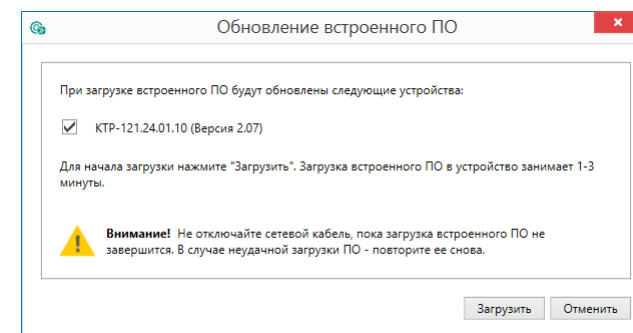 Обновление встроенного ПО
При загрузке встроенного ПО будут обновлены следующие устройства:
КТР-121.24.01.10 (Версия 2.07)
Для начала загрузки нажмите "Загрузить". Загрузка встроенного ПО в устройство занимает 1-3
минуты.
Внимание! Не отключайте сетевой кабель, пока загрузка встроенного ПО не
завершится. В случае неудачной загрузки ПО - повторите ее снова.
Загрузить Отменить